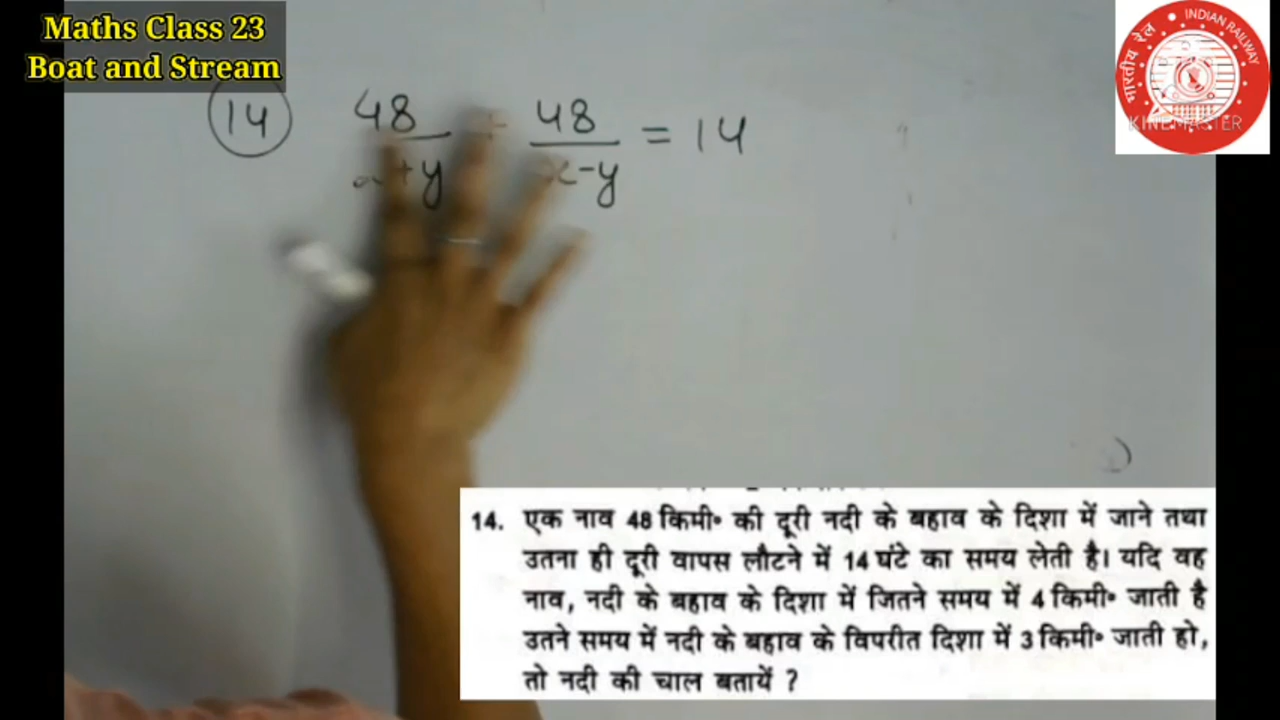 Maths Class 23
Boat and Stream
INDIAN RAILWAY
भारतीय रेल
KINEMASTER
14
48 48 = 14
+y x-y
14. एक नाव 48 किमी॰ की दूरी नदी के बहाव के दिशा में जाने तथा
उतना ही दूरी वापस लौटने में 14 घंटे का समय लेती है। यदि वह
नाव, नदी के बहाव के दिशा में जितने समय में 4 किमी॰ जाती है
उतने समय में नदी के बहाव के विपरीत दिशा में 3 किमी॰ जाती हो,
तो नदी की चाल बतायें ?